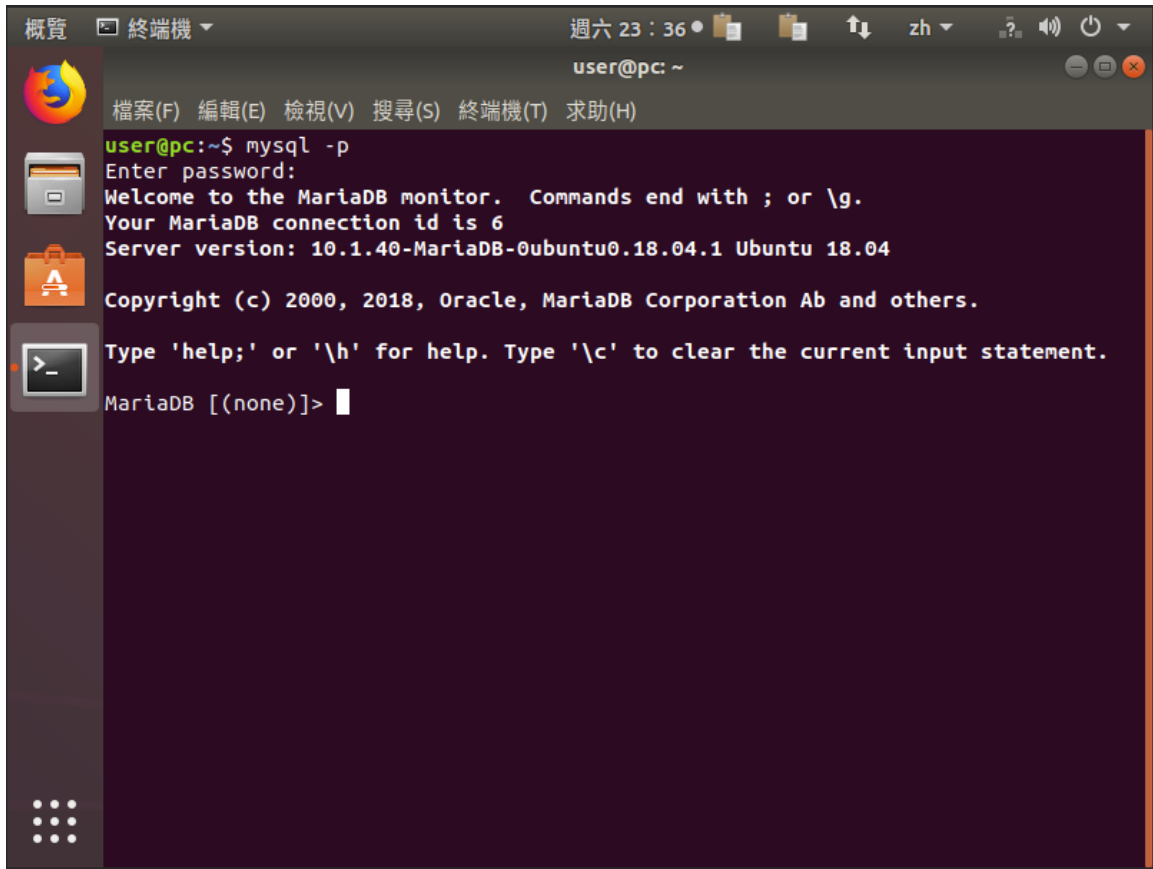 概覽 終端機 週六 23：36 zh
user@pc: ~
檔案(F) 編輯(E) 檢視(V) 搜尋(S) 終端機(T) 求助(H)
user@pc:~$ mysql -p
Enter password:
Welcome to the MariaDB monitor.  Commands end with ; or \g.
Your MariaDB connection id is 6
Server version: 10.1.40-MariaDB-0ubuntu0.18.04.1 Ubuntu 18.04
Copyright (c) 2000, 2018, Oracle, MariaDB Corporation Ab and others.
Type 'help;' or '\h' for help. Type '\c' to clear the current input statement.
MariaDB [(none)]>